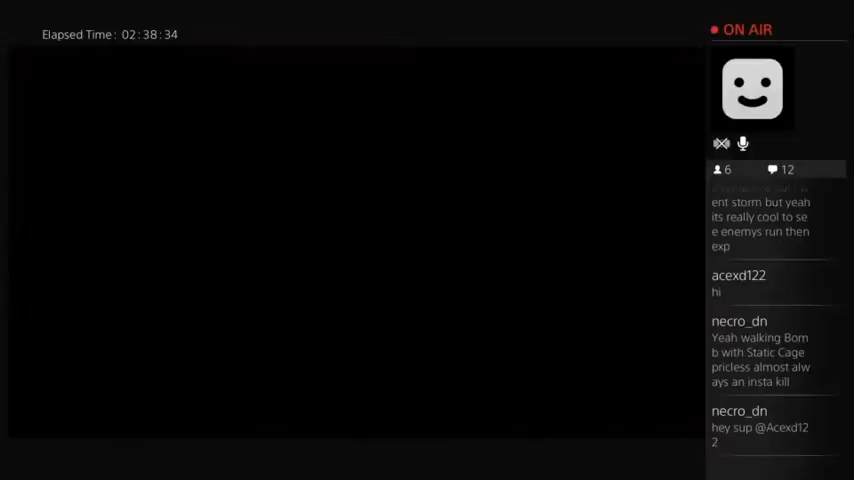 Elapsed Time: 02:38:34
ON AIR
6 12
ent storm but yeah
its really cool to se
e enemys run then
exp
acexd122
hi
necro_dn
Yeah walking Bom
b with Static Cage
pricless almost alw
ays an insta kill
necro_dn
hey sup @Acexd12
2